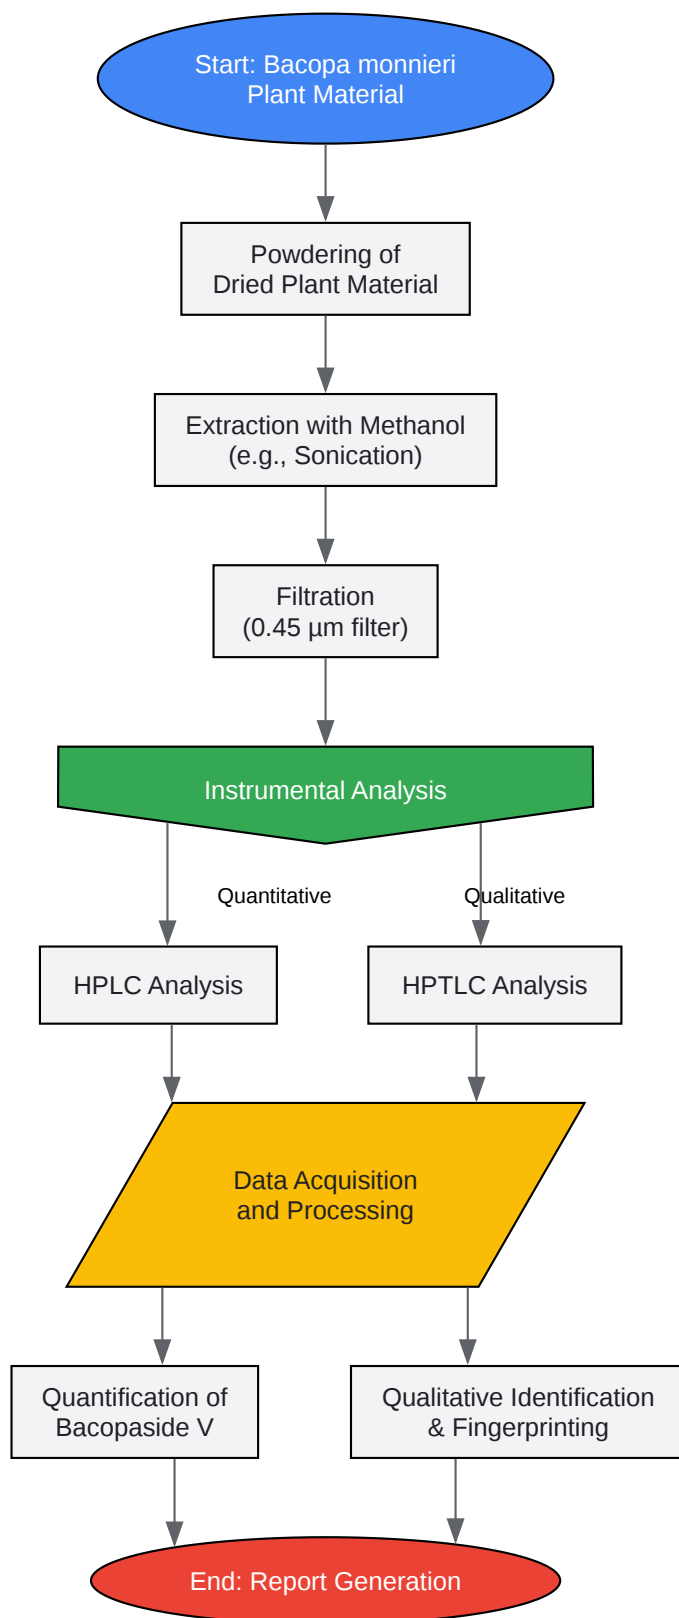 Start: Bacopa monnieri
Plant Material
Powdering of
Dried Plant Material
Extraction with Methanol
(e.g., Sonication)
Filtration
(0.45 µm filter)
Instrumental Analysis
Quantitative
Qualitative
HPLC Analysis
HPTLC Analysis
Data Acquisition
and Processing
Quantification of
Bacopaside V
Qualitative Identification
& Fingerprinting
End: Report Generation